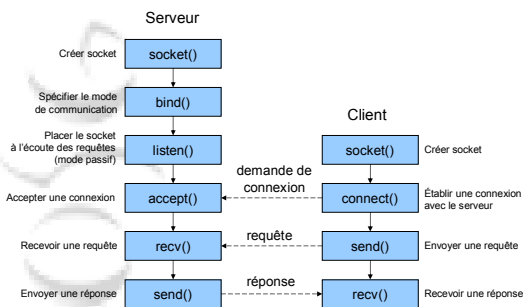 Serveur
Créer socket
socket()
Spécifier le mode
de communication
bind()
Client
Placer le socket
à l'écoute des requêtes
(mode passif)
listen()
socket()
Créer socket
demande de
connexion
Accepter une connexion
accept()
connect()
Établir une connexion
avec le serveur
requête
Recevoir une requête
recv()
send()
Envoyer une requête
réponse
Envoyer une réponse
send()
recv()
Recevoir une réponse